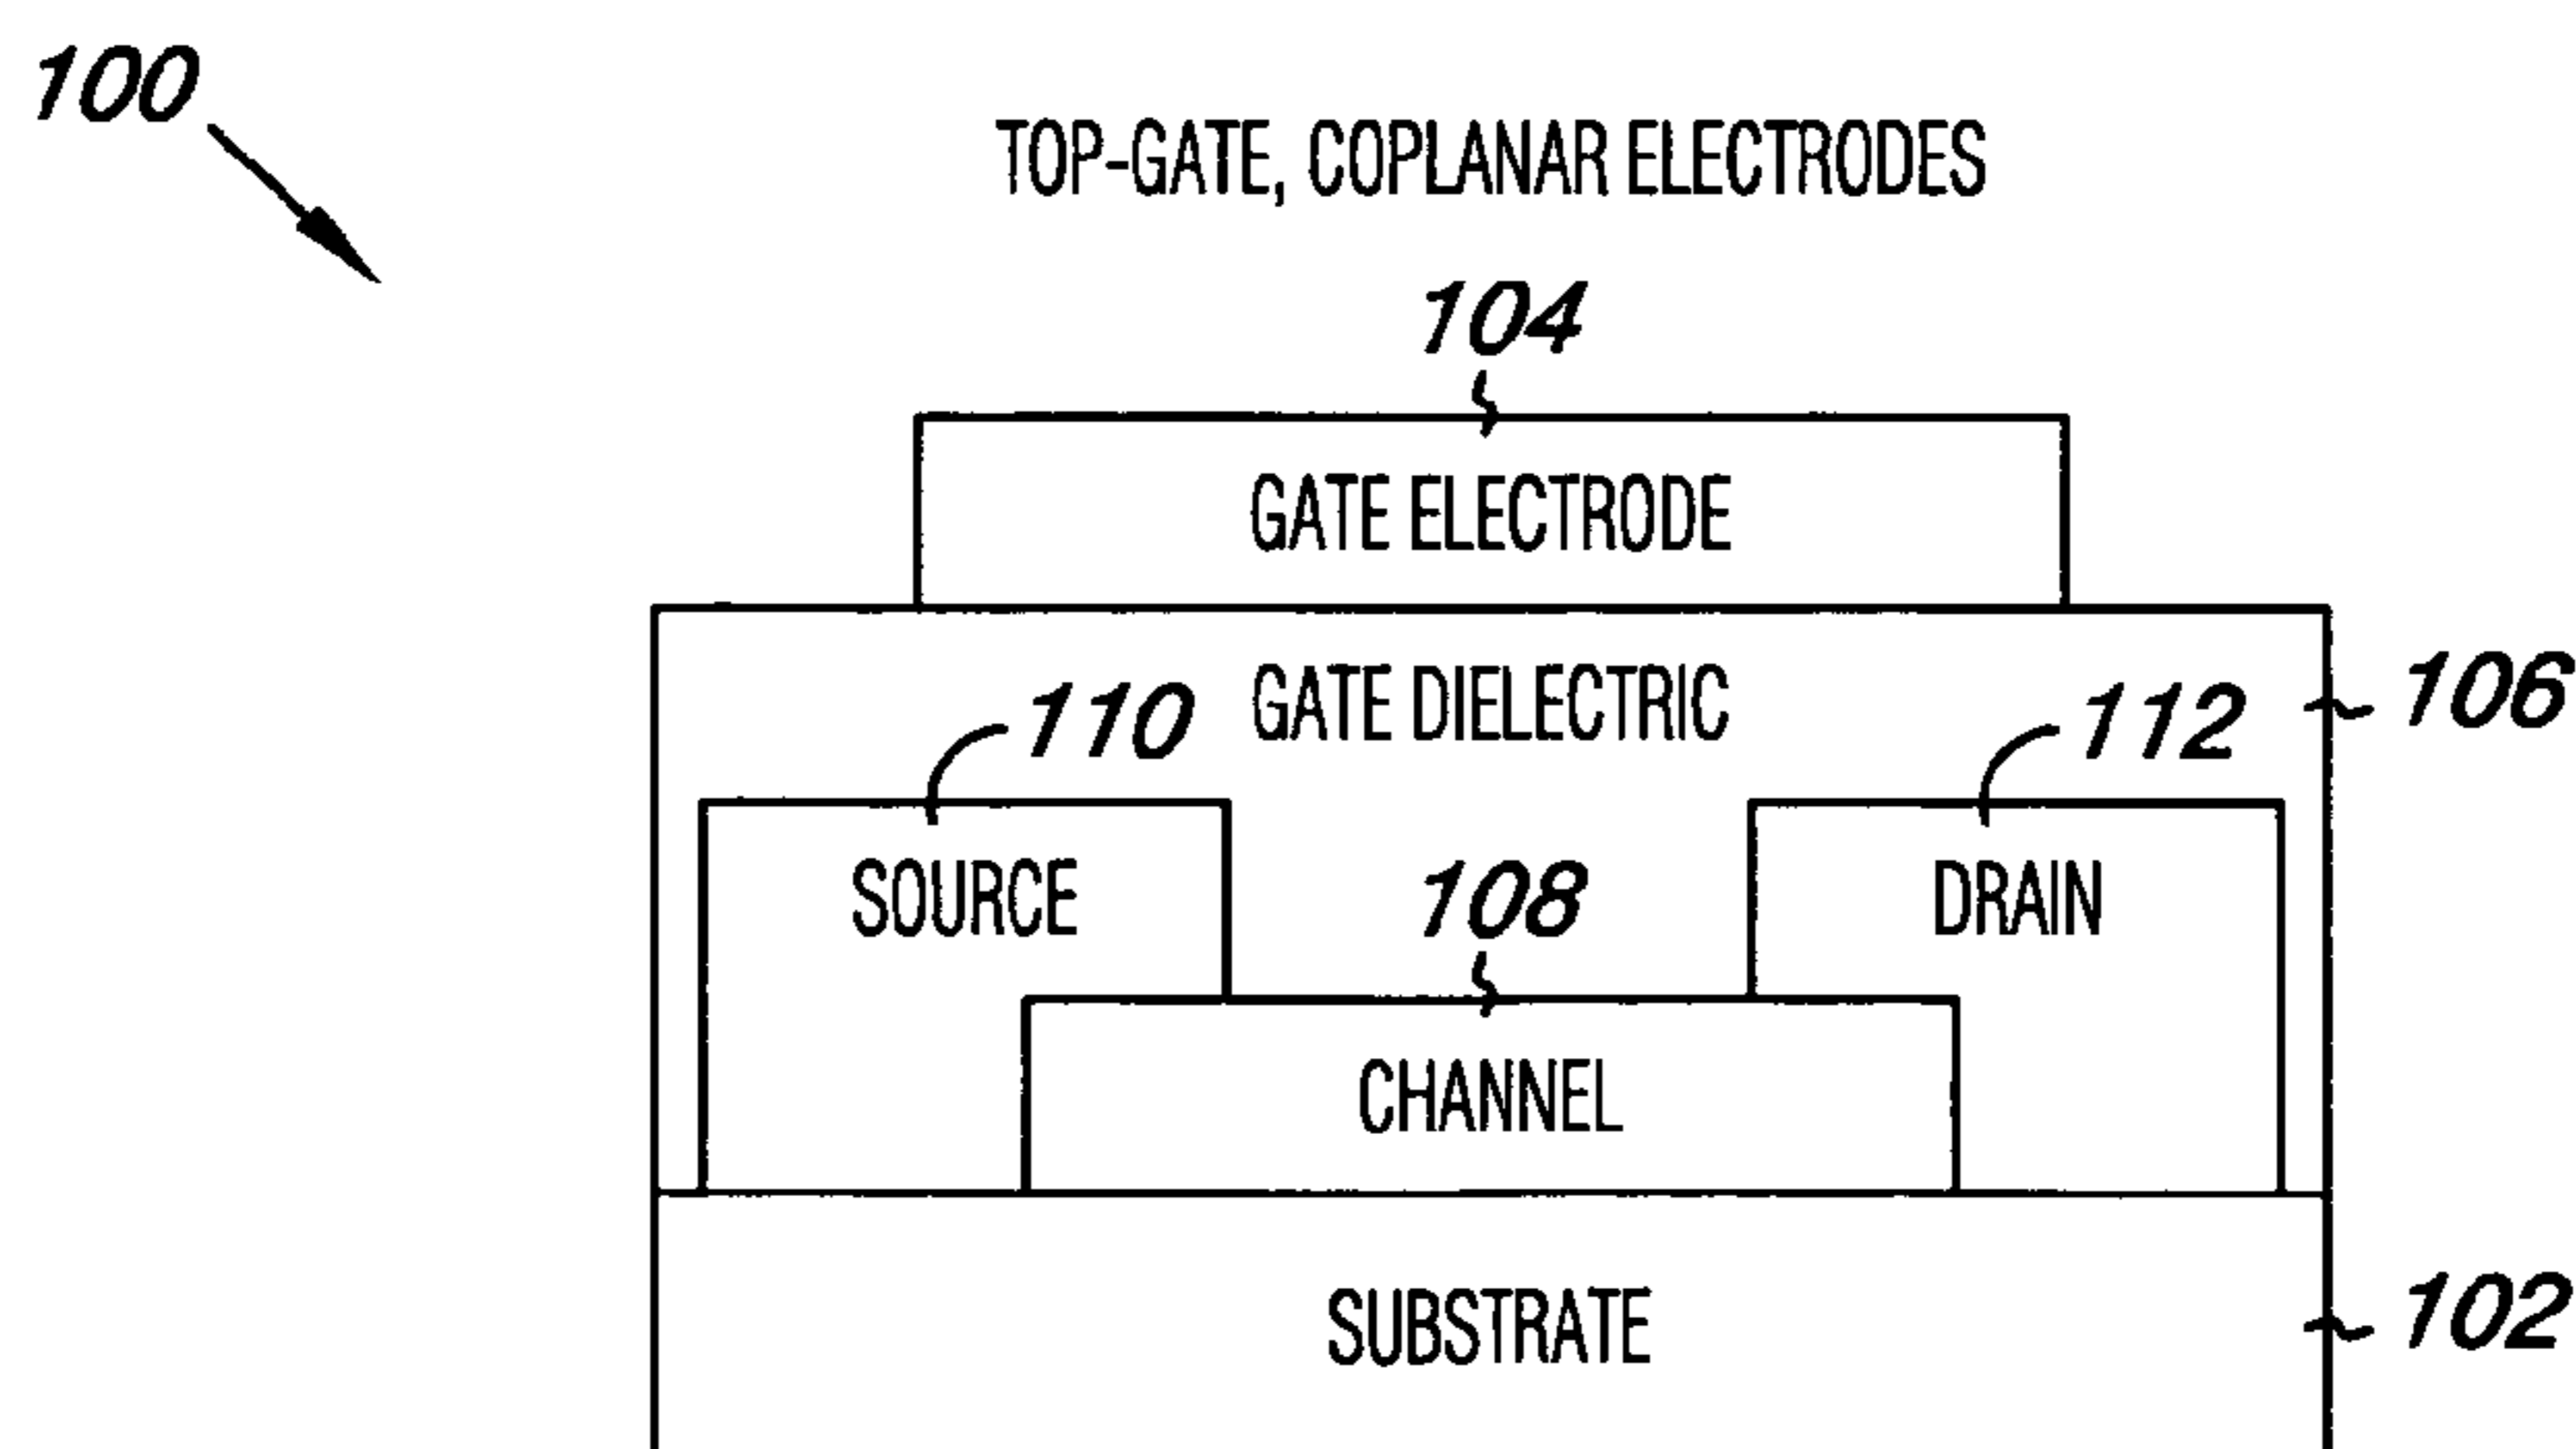 100
TOP-GATE, COPLANAR ELECTRODES
104
GATE ELECTRODE
GATE DIELECTRIC
106
110
112
SOURCE
108
DRAIN
CHANNEL
SUBSTRATE
102